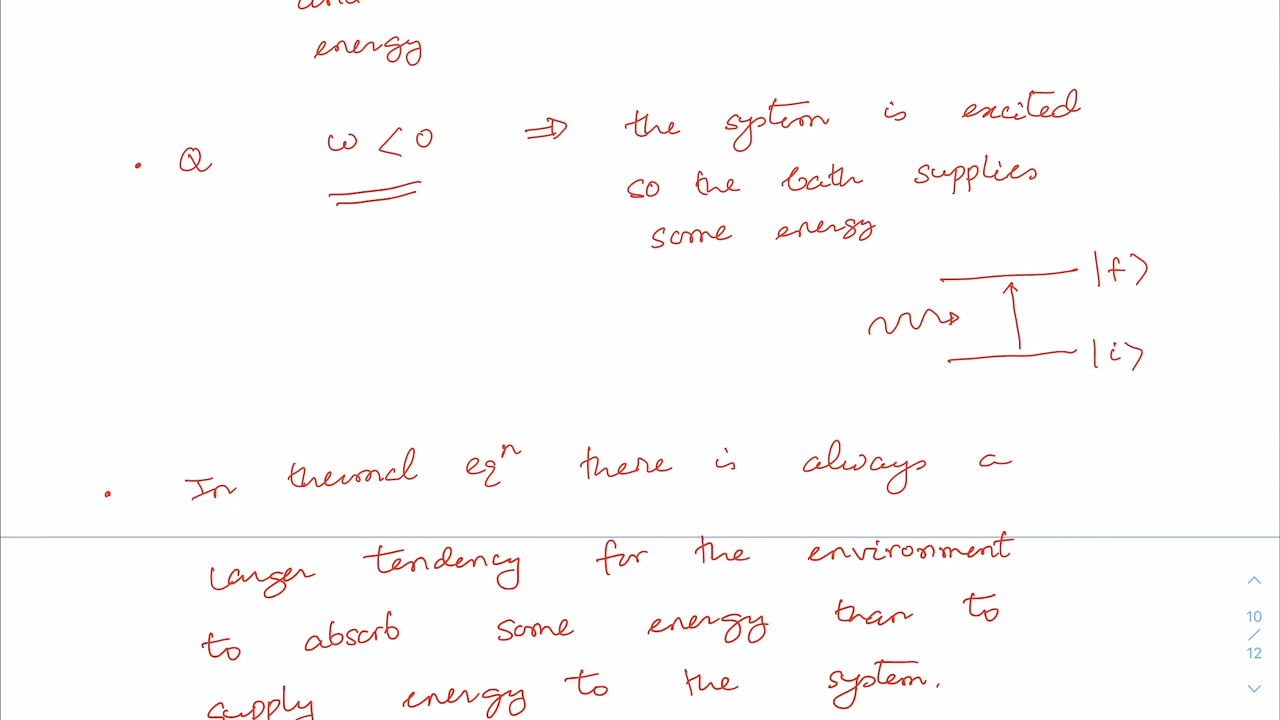 and
energy
• Q ω < 0 ⇒ the system is excited
so the bath supplies
some energy
|f⟩
|i⟩
• In thermal eqⁿ there is always a
larger tendency for the environment
to absorb some energy than to
supply energy to the system.
10
/
12